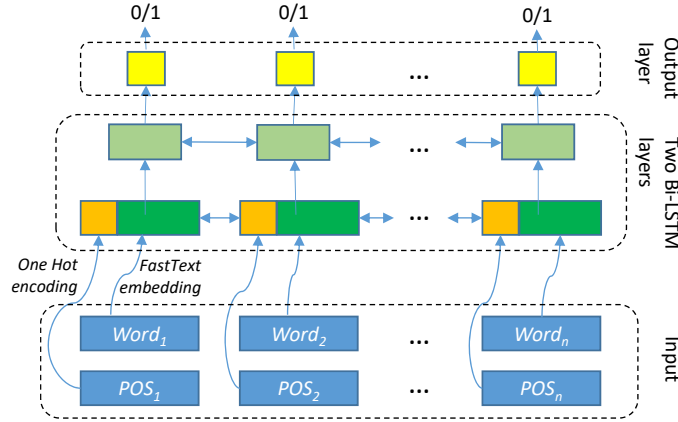 0/1 0/1 0/1
...
Output
layer
...
Two Bi-LSTM
layers
...
One Hot
encoding
FastText
embedding
Word1 Word2 ... Wordn
POS1 POS2 ... POSn
Input